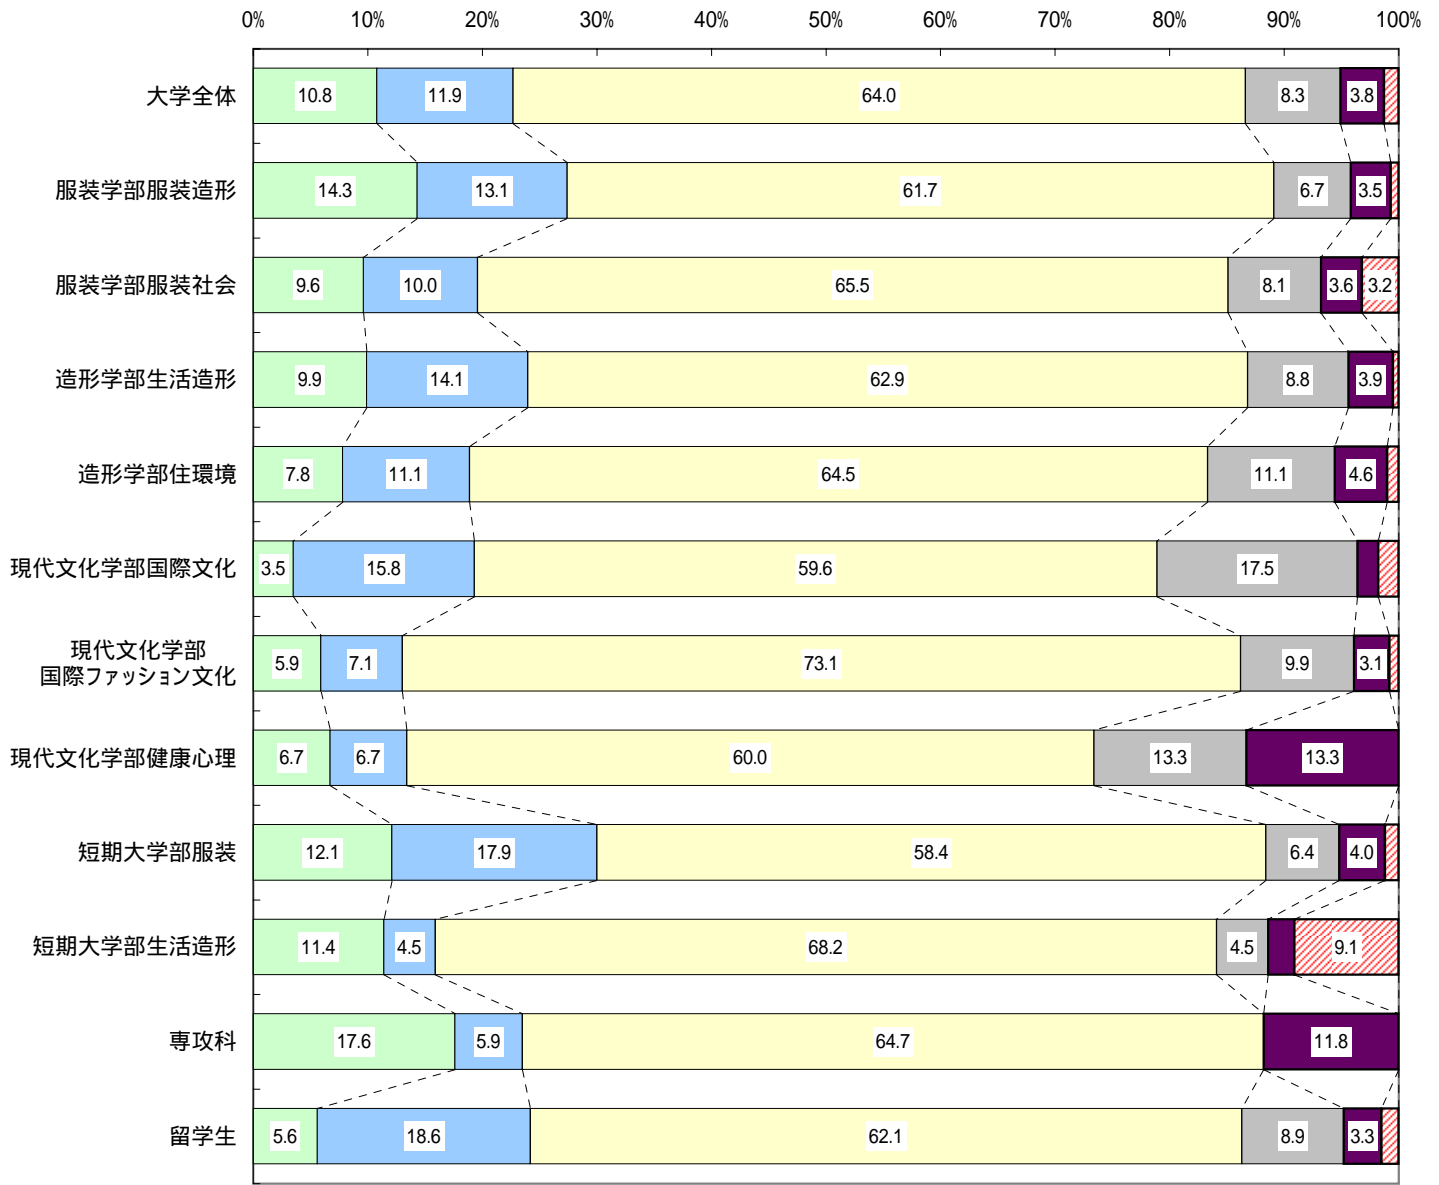 0% 10% 20% 30% 40% 50% 60% 70% 80% 90% 100%
大学全体 10.8 11.9 64.0 8.3 3.8
服装学部服装造形 14.3 13.1 61.7 6.7 3.5
服装学部服装社会 9.6 10.0 65.5 8.1 3.6 3.2
造形学部生活造形 9.9 14.1 62.9 8.8 3.9
造形学部住環境 7.8 11.1 64.5 11.1 4.6
現代文化学部国際文化 3.5 15.8 59.6 17.5
現代文化学部
国際ファッション文化 5.9 7.1 73.1 9.9 3.1
現代文化学部健康心理 6.7 6.7 60.0 13.3 13.3
短期大学部服装 12.1 17.9 58.4 6.4 4.0
短期大学部生活造形 11.4 4.5 68.2 4.5 9.1
専攻科 17.6 5.9 64.7 11.8
留学生 5.6 18.6 62.1 8.9 3.3